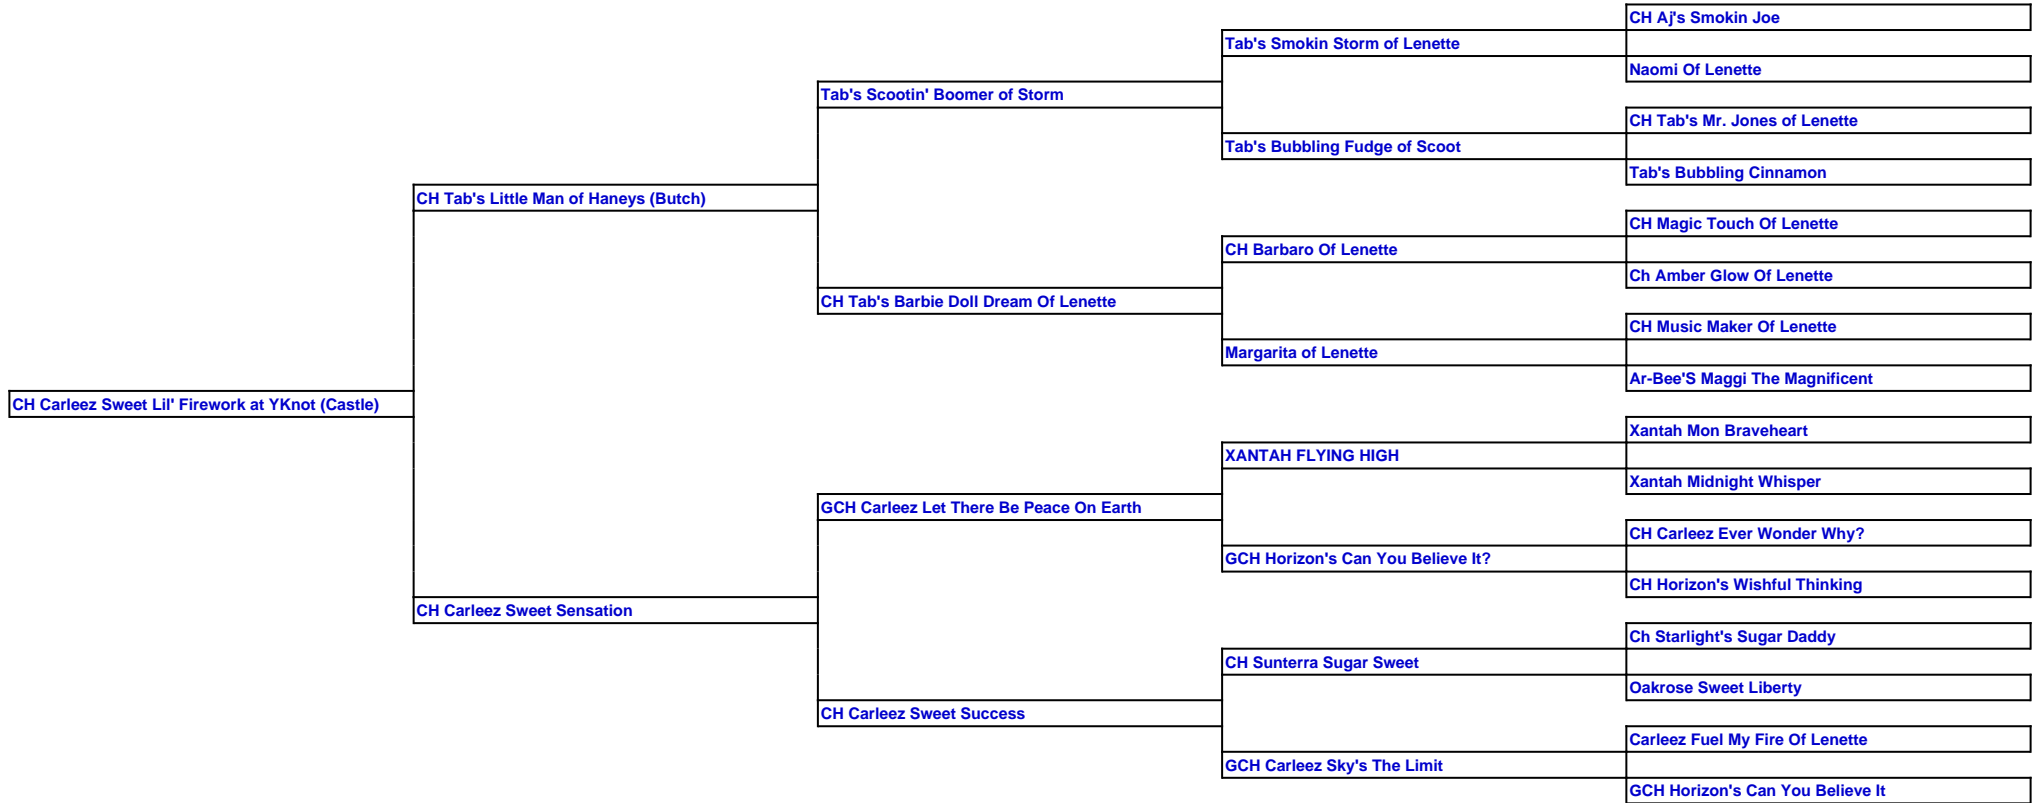 CH Aj's Smokin Joe
Tab's Smokin Storm of Lenette
Naomi Of Lenette
Tab's Scootin' Boomer of Storm
CH Tab's Mr. Jones of Lenette
Tab's Bubbling Fudge of Scoot
Tab's Bubbling Cinnamon
CH Tab's Little Man of Haneys (Butch)
CH Magic Touch Of Lenette
CH Barbaro Of Lenette
Ch Amber Glow Of Lenette
CH Tab's Barbie Doll Dream Of Lenette
CH Music Maker Of Lenette
Margarita of Lenette
Ar-Bee'S Maggi The Magnificent
CH Carleez Sweet Lil' Firework at YKnot (Castle)
Xantah Mon Braveheart
XANTAH FLYING HIGH
Xantah Midnight Whisper
GCH Carleez Let There Be Peace On Earth
CH Carleez Ever Wonder Why?
GCH Horizon's Can You Believe It?
CH Horizon's Wishful Thinking
CH Carleez Sweet Sensation
Ch Starlight's Sugar Daddy
CH Sunterra Sugar Sweet
Oakrose Sweet Liberty
CH Carleez Sweet Success
Carleez Fuel My Fire Of Lenette
GCH Carleez Sky's The Limit
GCH Horizon's Can You Believe It